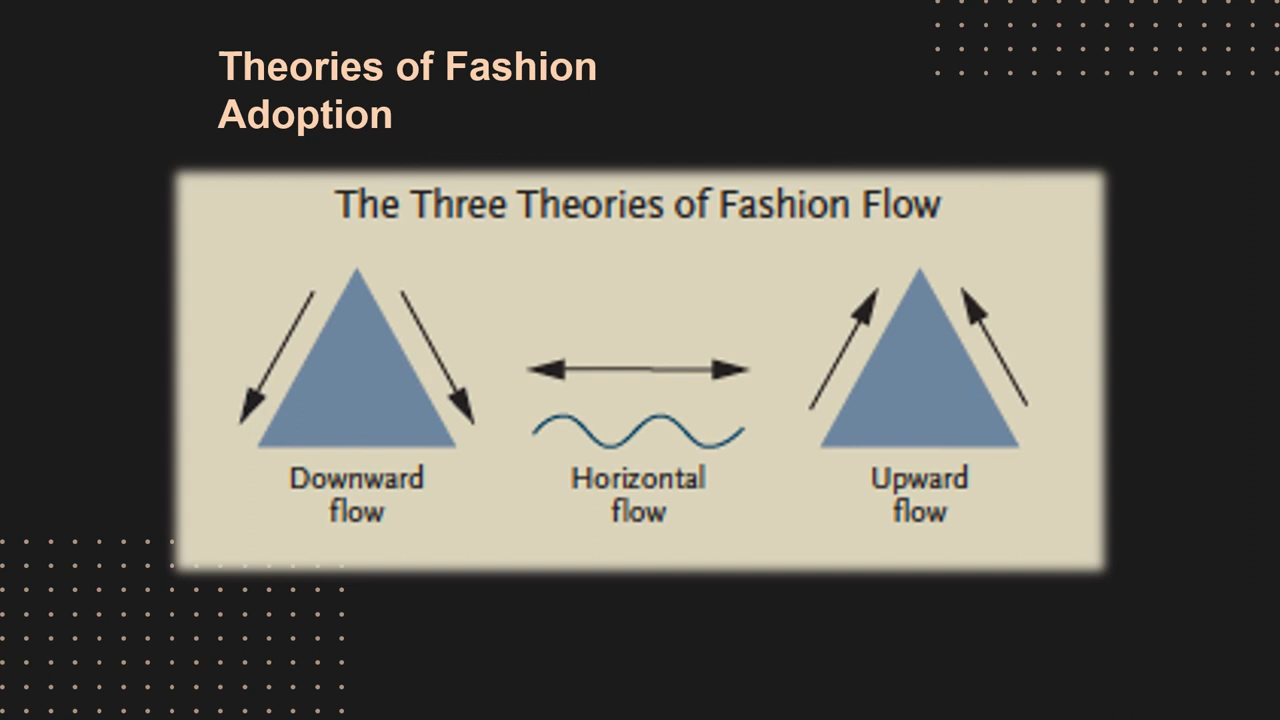 Theories of Fashion
Adoption
The Three Theories of Fashion Flow
Downward
flow
Horizontal
flow
Upward
flow